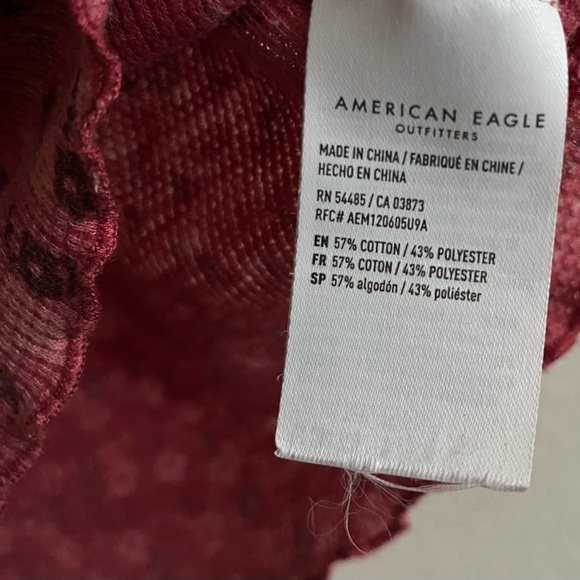 AMERICAN EAGLE
OUTFITTERS
MADE IN CHINA / FABRIQUÉ EN CHINE /
HECHO EN CHINA
RN 54485 / CA 03873
RFC# AEM120605U9A
EN 57% COTTON / 43% POLYESTER
FR 57% COTON / 43% POLYESTER
SP 57% algodón / 43% poliéster